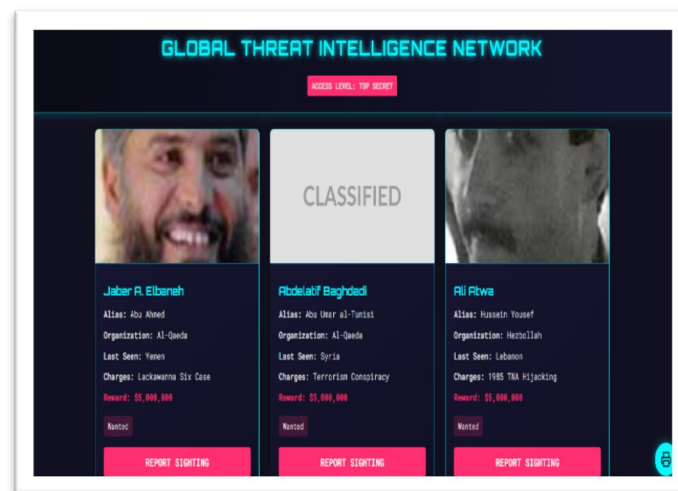 GLOBAL THREAT INTELLIGENCE NETWORK
ACCESS LEVEL: TOP SECRET
CLASSIFIED
Jaber A. Elbaneh
Alias: Abu Ahmed
Organization: Al-Qaeda
Last Seen: Yemen
Charges: Lackawanna Six Case
Reward: $5,000,000
Wanted
REPORT SIGHTING
Abdelatif Baghdadi
Alias: Abu Umar al-Tunisi
Organization: Al-Qaeda
Last Seen: Syria
Charges: Terrorism Conspiracy
Reward: $5,000,000
Wanted
REPORT SIGHTING
Ali Atwa
Alias: Hussein Yousef
Organization: Hezbollah
Last Seen: Lebanon
Charges: 1985 TWA Hijacking
Reward: $5,000,000
Wanted
REPORT SIGHTING